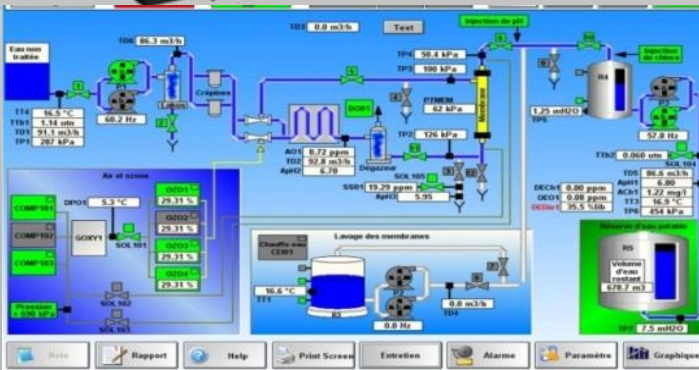 TD3 0.0 m3/h
Text
Injection de pH
Eau non
traitée
TD6 86.3 m3/h
TP4 50.4 kPa
TP3 100 kPa
Injection
de chlore
Crépines
Lakos
60.2 Hz
TT4 16.5 °C
TTb1 1.14 utn
TD1 91.1 m3/h
TP1 287 kPa
DO01
PTMEM
62 kPa
Membrane
R4
1.25 mH2O
TP5
57.8 Hz
TP2 126 kPa
Dégazeur
AO1 0.72 ppm
TD2 92.8 m3/h
ApH2 6.70
SOL105
SS01 19.29 ppm
ApH3 5.95
TTb2 0.060 utn
SOL104
TD5 86.6 m3/h
ApH1 6.80
ACh1 1.22 mg/l
TT3 16.9 °C
TP6 454 kPa
DECh1 0.00 ppm
DEO1 0.08 ppm
35.5 %lib
Air et ozone
COMP101
COMP102
COMP103
DPO1 5.3 °C
GOXY1
SOL101
OZO1
29.31 %
OZO2
29.31 %
OZO3
29.31 %
OZO4
29.31 %
SOL102
SOL103
Pression
> 690 kPa
Lavage des membranes
Chauffe-eau
CE101
16.6 °C
TT1
0.0 Hz
0.0 m3/h
TD4
Réserve d'eau potable
R5
Volume
d'eau
restant
678.7 m3
TP7 7.5 mH2O
Note
Rapport
Help
Print Screen
Entretien
Alarme
Paramètre
Graphique